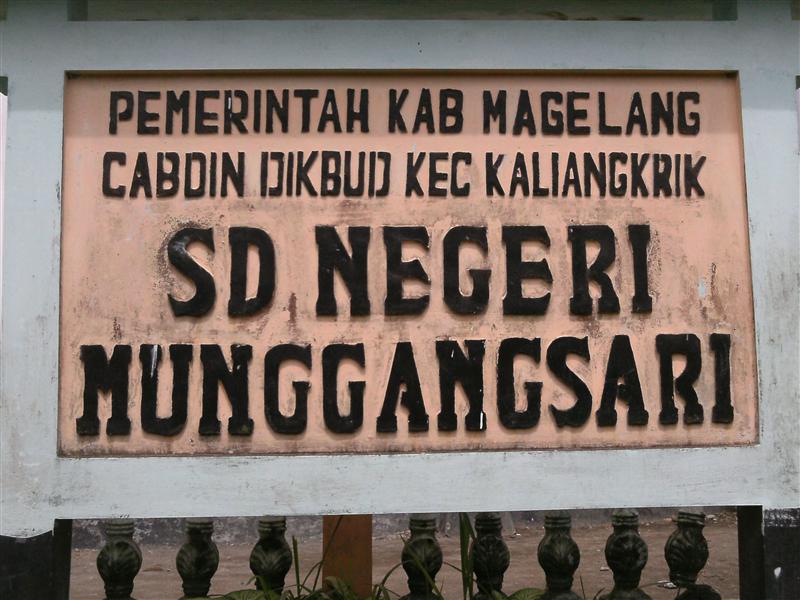 PEMERINTAH KAB MAGELANG
CABDIN DIKBUD KEC KALIANGKRIK
SD NEGERI
MUNGGANGSARI